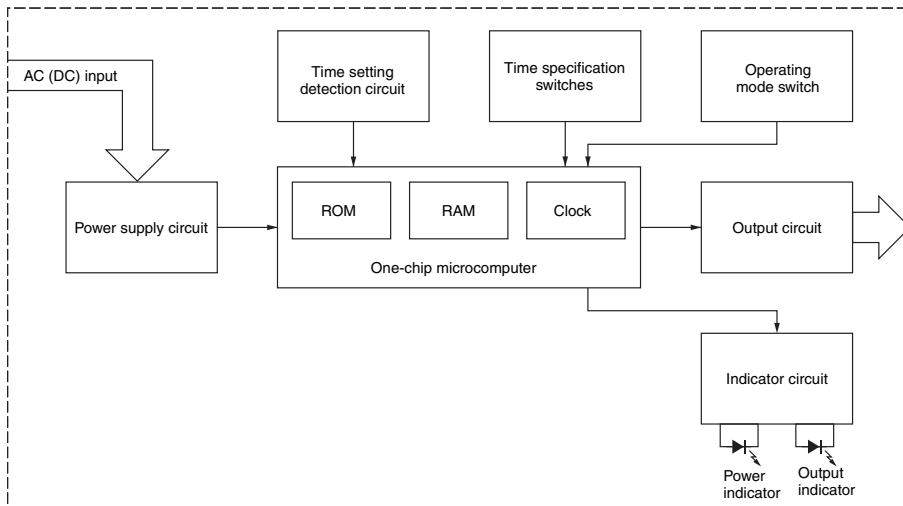 AC (DC) input
Time setting
detection circuit
Time specification
switches
Operating
mode switch
Power supply circuit
ROM
RAM
Clock
One-chip microcomputer
Output circuit
Indicator circuit
Power
indicator
Output
indicator